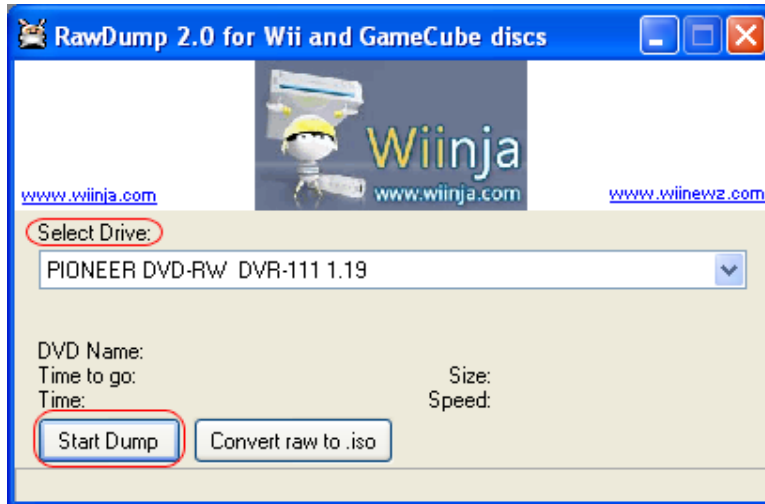 RawDump 2.0 for Wii and GameCube discs
Wiinja
www.wiinja.com
www.wiinja.com
www.wiinewz.com
Select Drive:
PIONEER DVD-RW DVR-111 1.19
DVD Name:
Time to go:
Size:
Time:
Speed:
Start Dump
Convert raw to .iso